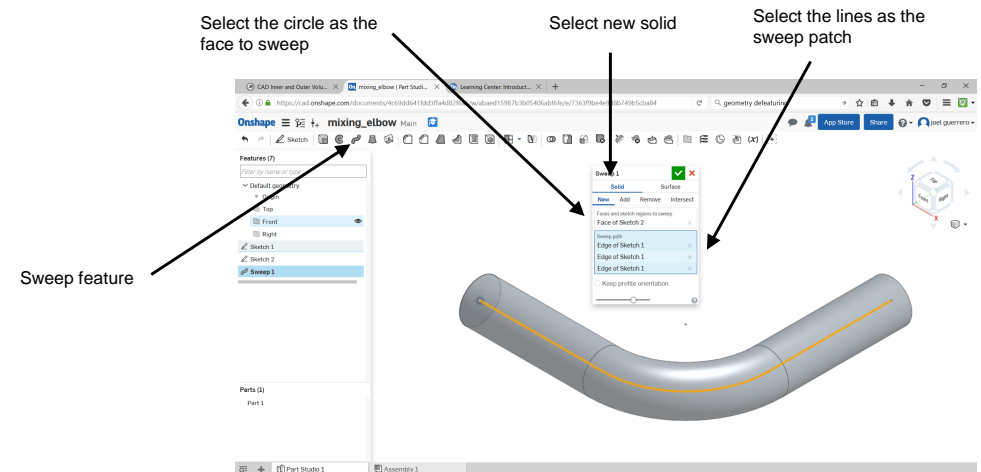 Select the circle as the
face to sweep
Select new solid
Select the lines as the
sweep patch
Sweep feature
CAD Inner and Outer Volu...
mixing_elbow | Part Studi...
Learning Center: Introduct...
Search
geometry defeaturing
Onshape
mixing_elbow Main
App Store
Share
joel guerrero
Sketch
(x)
Features (7)
Filter by name or type
Default geometry
Origin
Top
Front
Right
Sketch 1
Sketch 2
Sweep 1
Sweep 1
Solid
Surface
New
Add
Remove
Intersect
Faces and sketch regions to sweep
Face of Sketch 2
Sweep path
Edge of Sketch 1
Edge of Sketch 1
Edge of Sketch 1
Keep profile orientation
Z
Top
Front
Right
X
Parts (1)
Part 1
Part Studio 1
Assembly 1